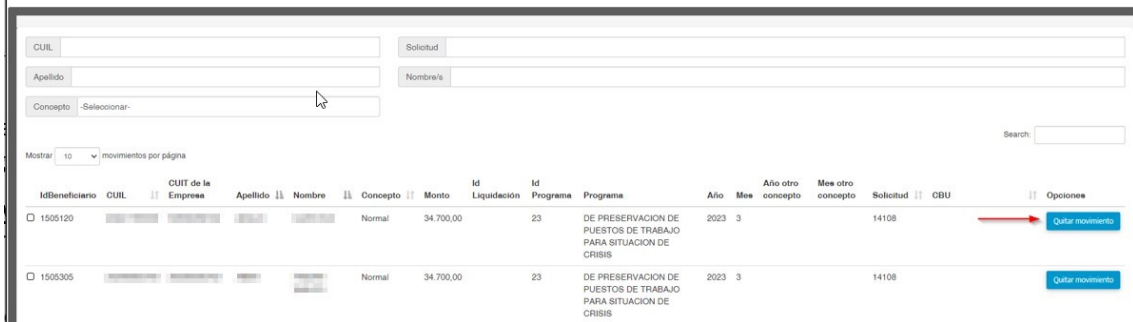 CUIL
Solicitud
Apellido
Nombre/s
Concepto -Seleccionar-
Search:
Mostrar 10 movimientos por página
IdBeneficiario CUIL CUIT de la Empresa Apellido Nombre Concepto Monto Id Liquidación Id Programa Programa Año Mes Año otro concepto Mes otro concepto Solicitud CBU Opciones
1505120 Normal 34.700,00 23 DE PRESERVACION DE 2023 3 14108 Quitar movimiento
PUESTOS DE TRABAJO
PARA SITUACION DE
CRISIS
1505305 Normal 34.700,00 23 DE PRESERVACION DE 2023 3 14108 Quitar movimiento
PUESTOS DE TRABAJO
PARA SITUACION DE
CRISIS